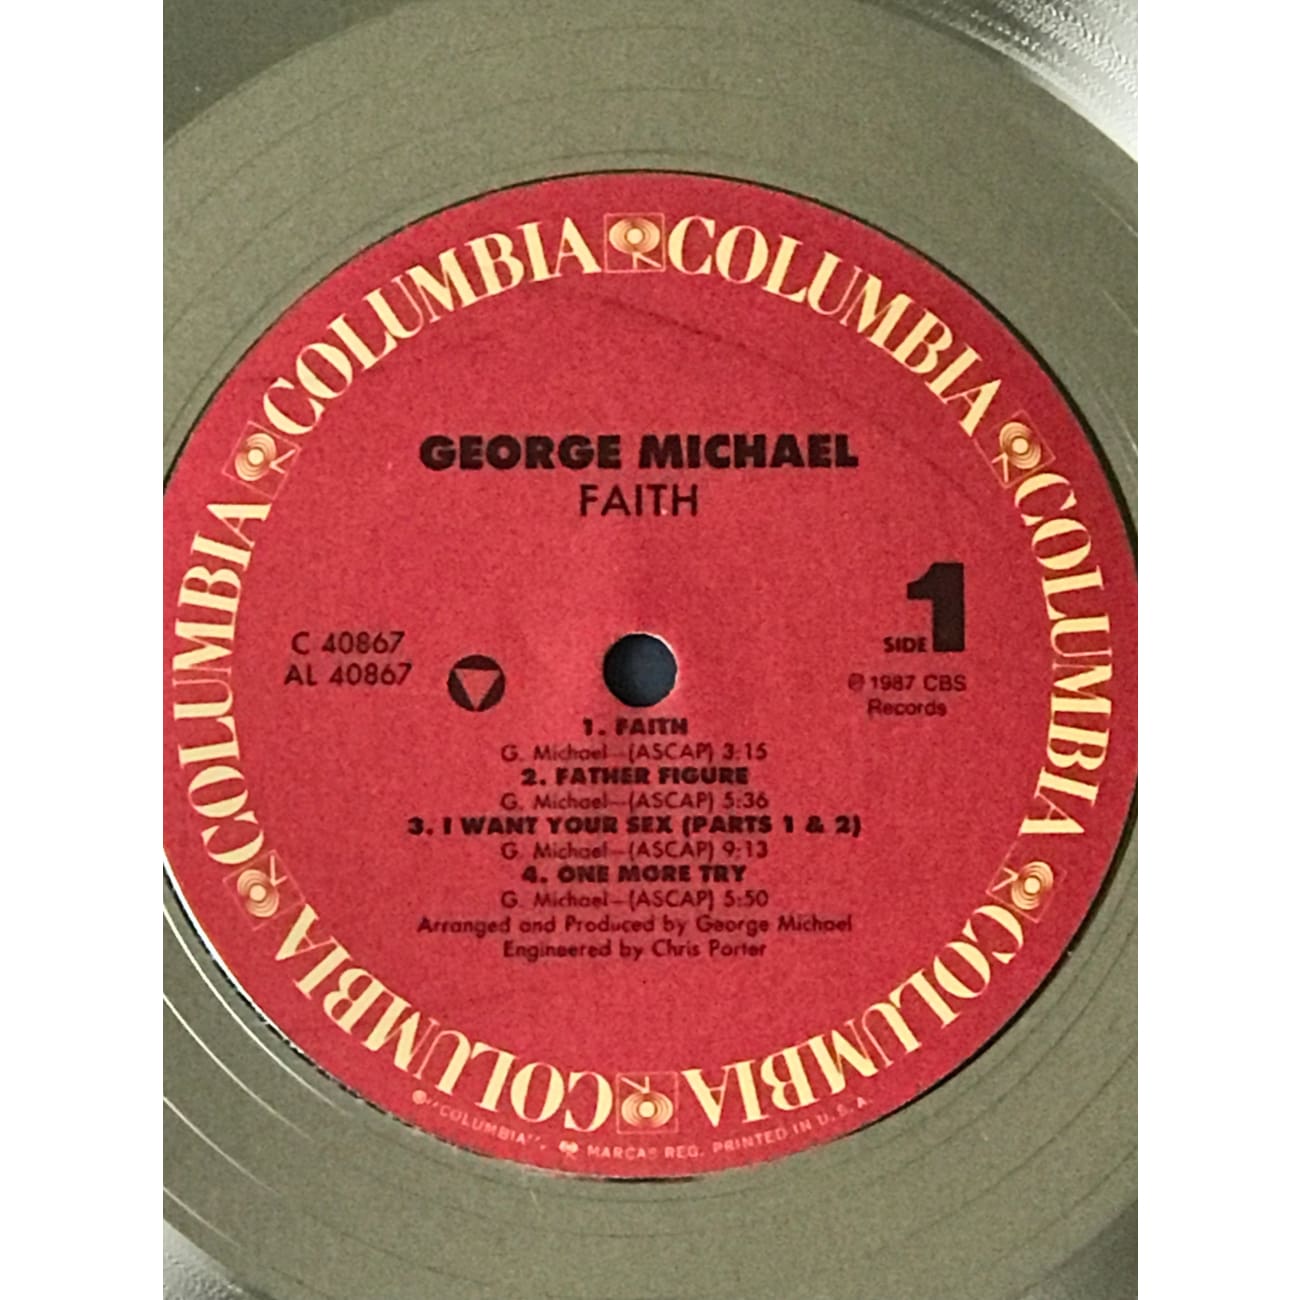 COLUMBIA COLUMBIA COLUMBIA COLUMBIA COLUMBIA COLUMBIA
GEORGE MICHAEL
FAITH
C 40867
AL 40867
SIDE 1
℗ 1987 CBS
Records
1. FAITH
G. Michael—(ASCAP) 3:15
2. FATHER FIGURE
G. Michael—(ASCAP) 5:36
3. I WANT YOUR SEX (PARTS 1 & 2)
G. Michael—(ASCAP) 9:13
4. ONE MORE TRY
G. Michael—(ASCAP) 5:50
Arranged and Produced by George Michael
Engineered by Chris Porter
"COLUMBIA", MARCAS REG. PRINTED IN U.S.A.